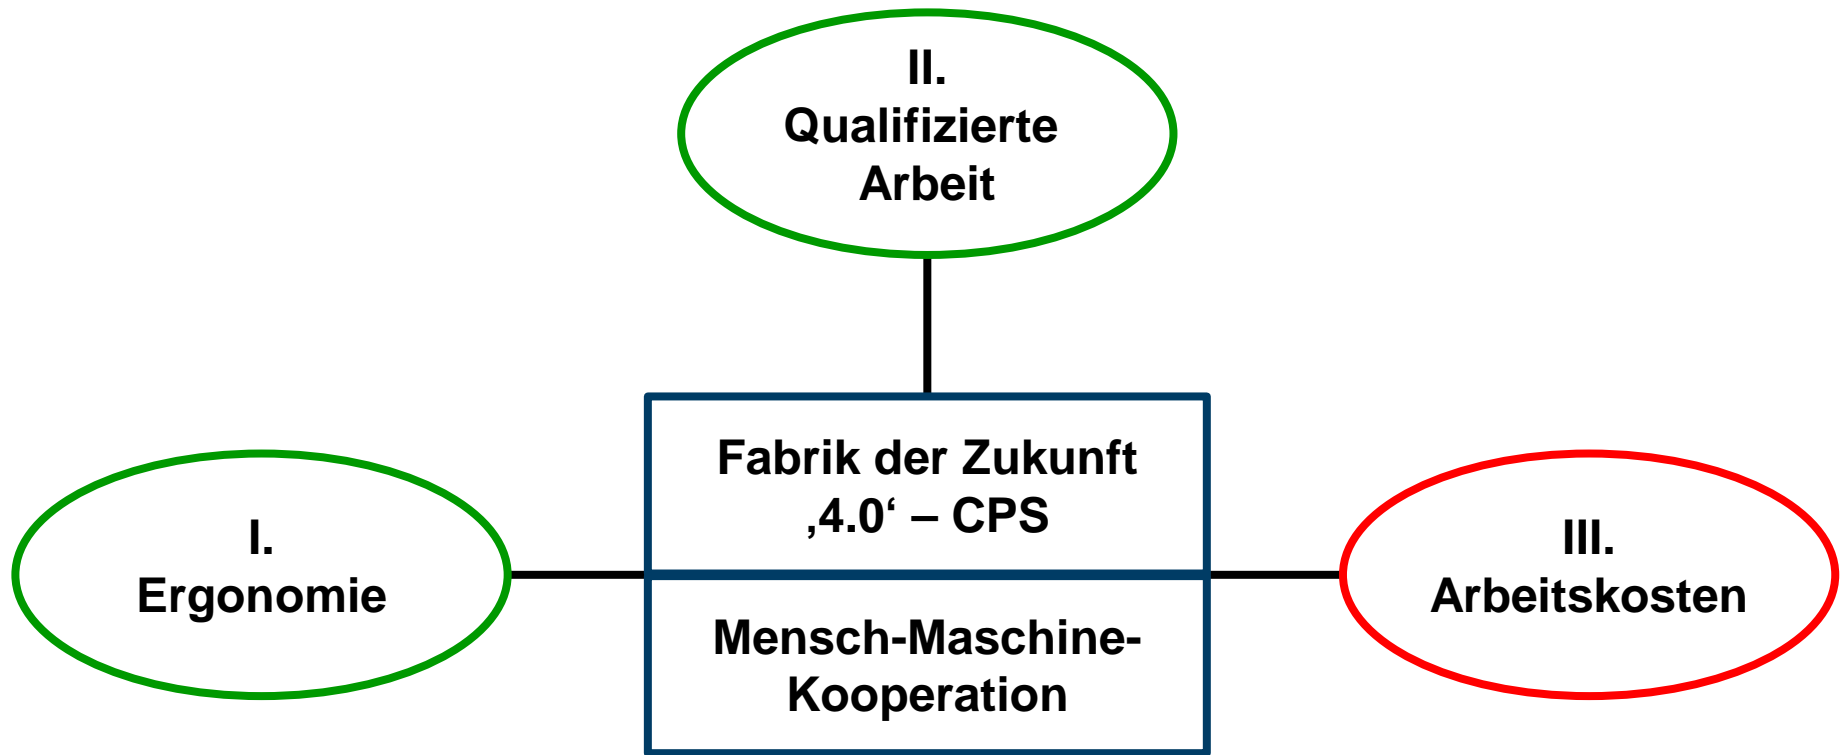 II.
Qualifizierte
Arbeit
Fabrik der Zukunft
‚4.0‘ – CPS
I.
Ergonomie
III.
Arbeitskosten
Mensch-Maschine-
Kooperation